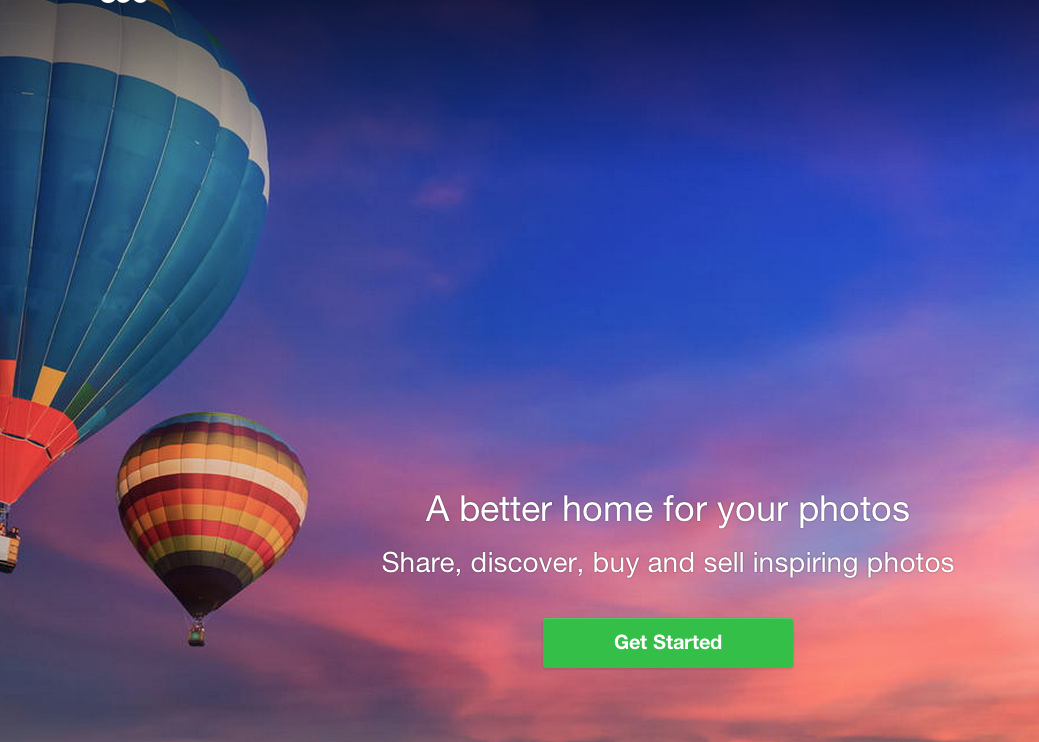 A better home for your photos
Share, discover, buy and sell inspiring photos
Get Started